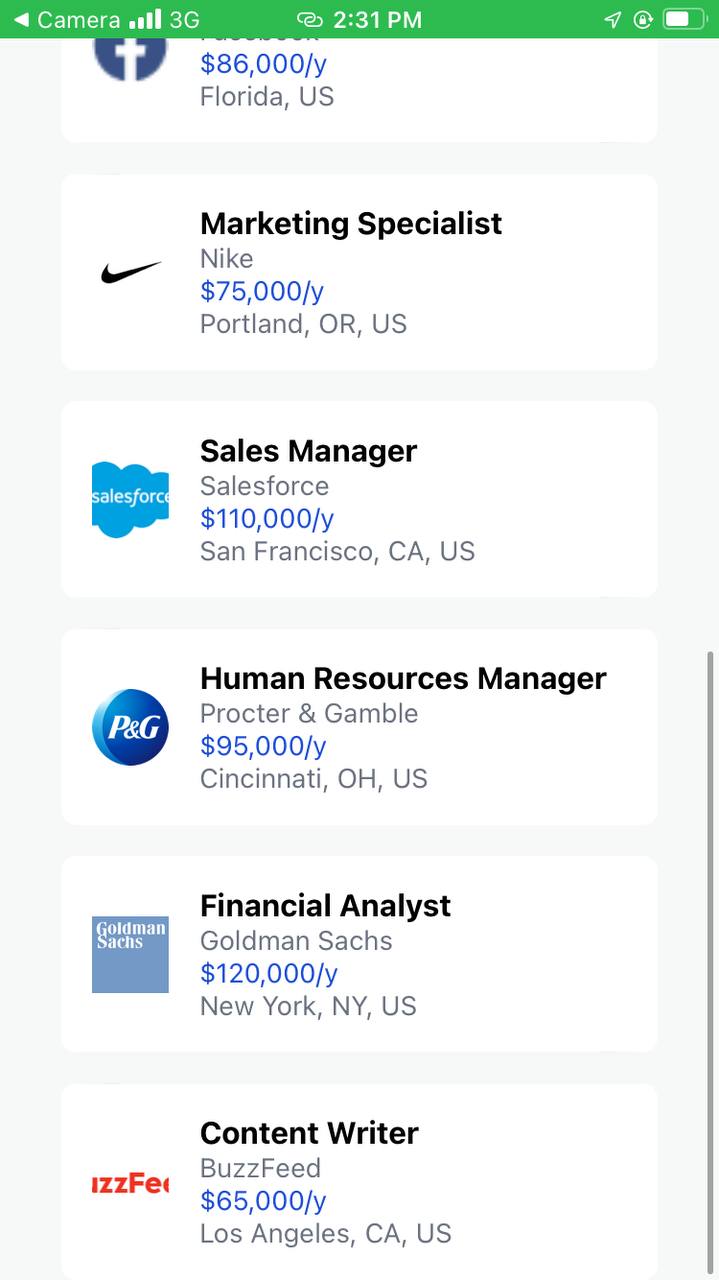 Camera 3G 2:31 PM
Facebook
$86,000/y
Florida, US
Marketing Specialist
Nike
$75,000/y
Portland, OR, US
salesforce
Sales Manager
Salesforce
$110,000/y
San Francisco, CA, US
P&G
Human Resources Manager
Procter & Gamble
$95,000/y
Cincinnati, OH, US
Goldman
Sachs
Financial Analyst
Goldman Sachs
$120,000/y
New York, NY, US
uzzFee
Content Writer
BuzzFeed
$65,000/y
Los Angeles, CA, US